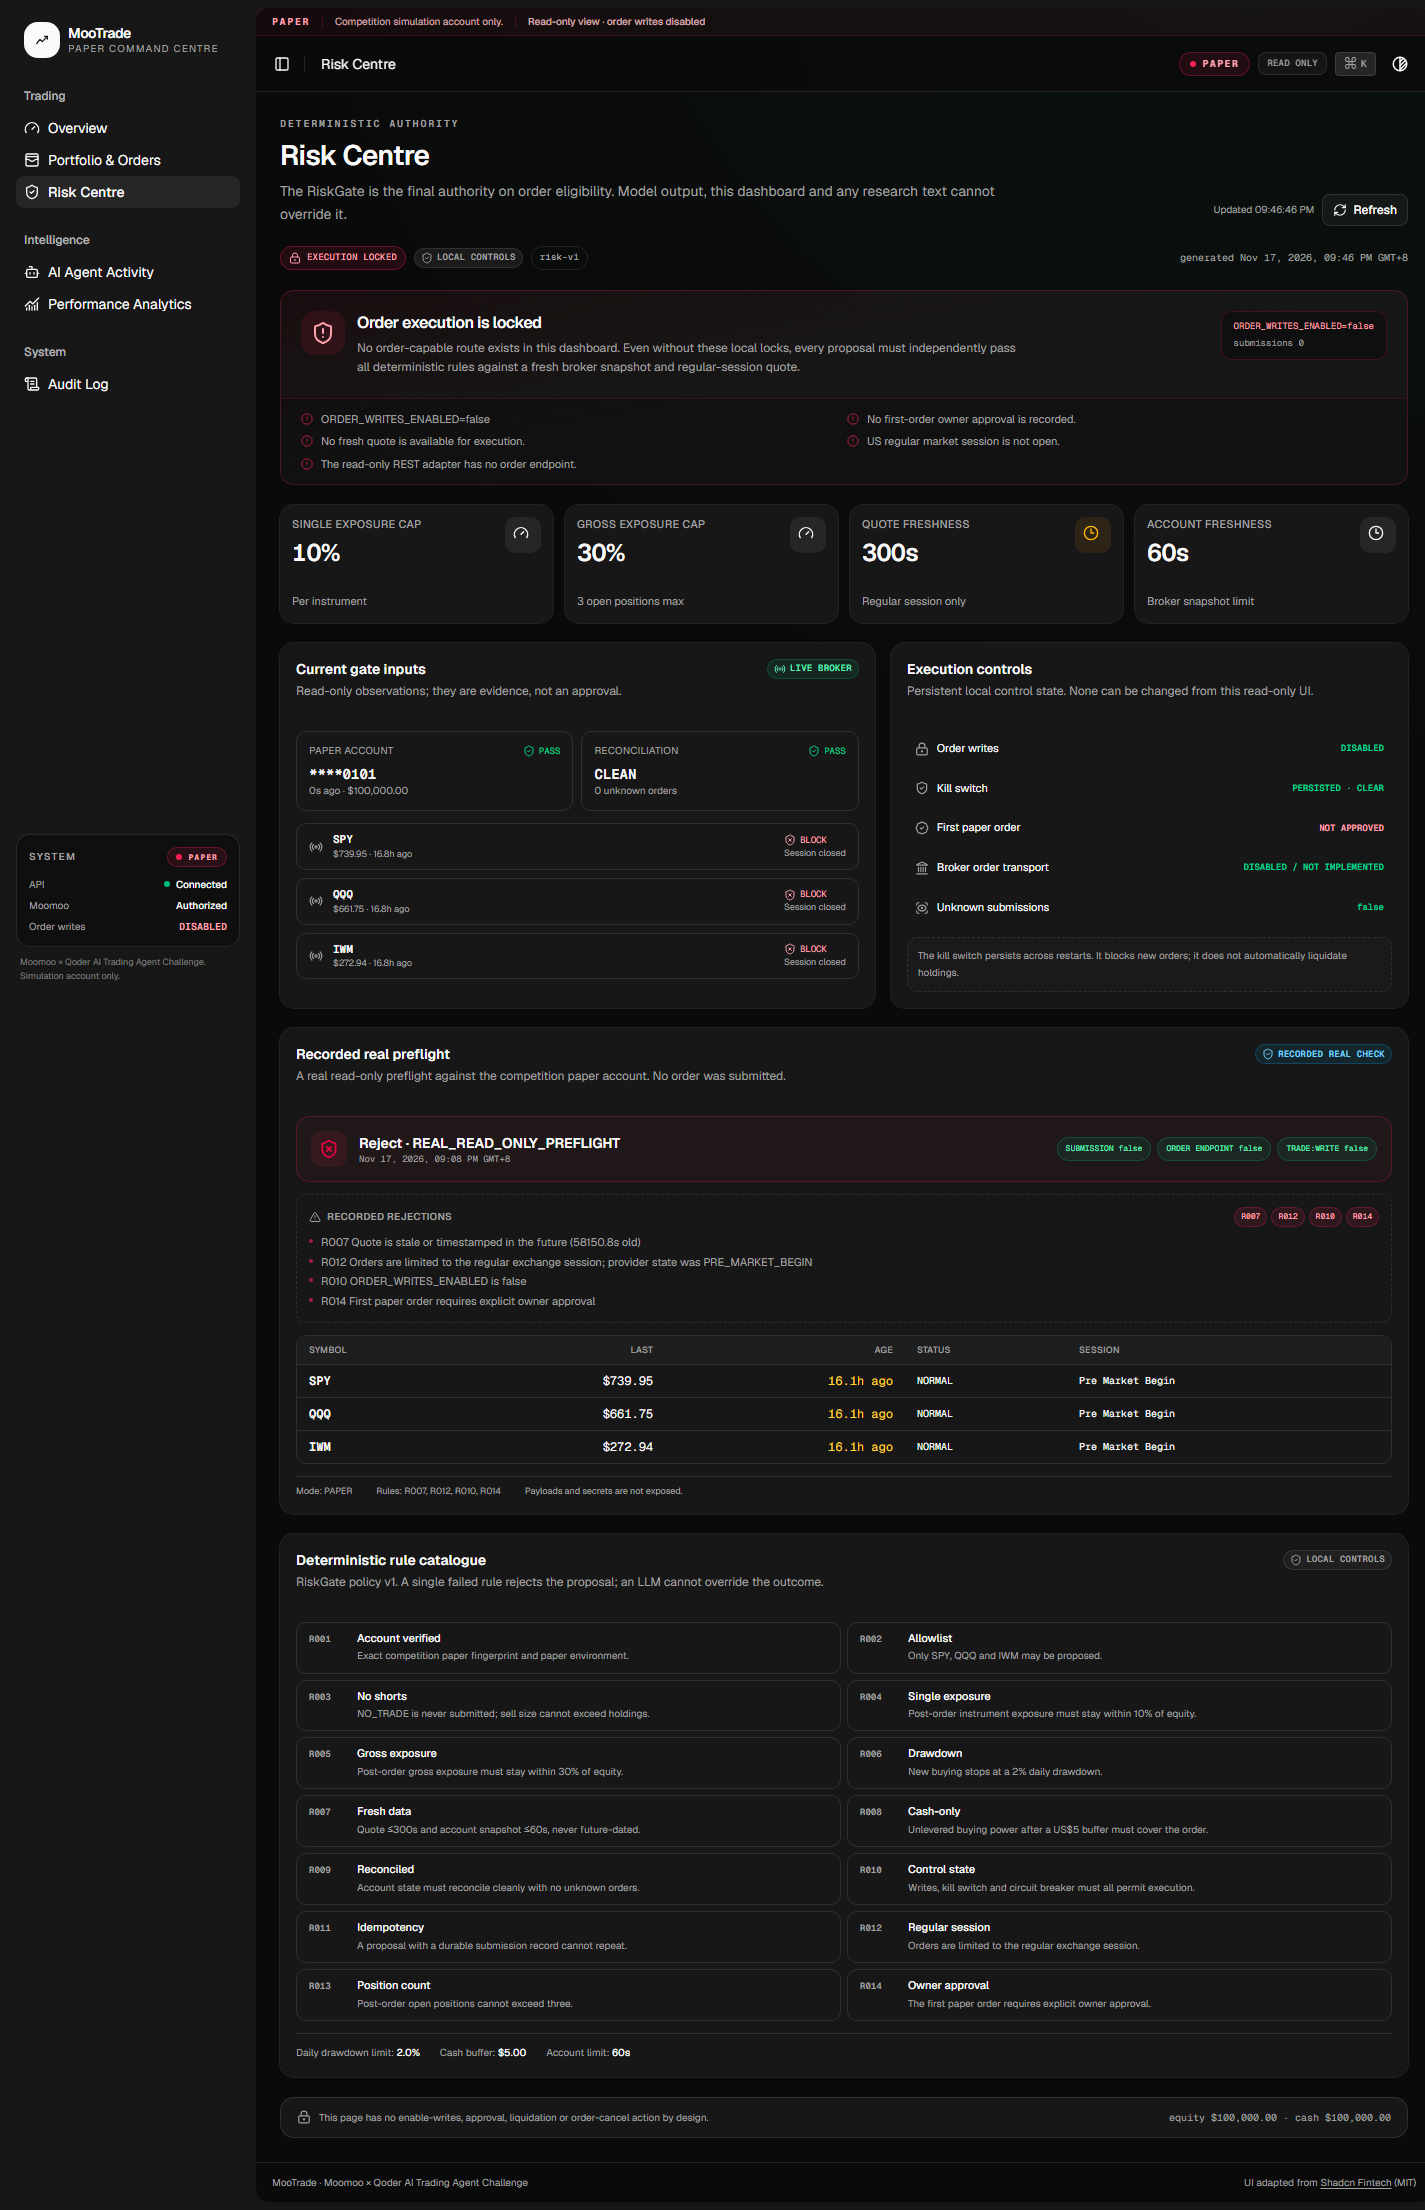 MooTrade
PAPER COMMAND CENTRE
Trading
Overview
Portfolio & Orders
Risk Centre
Intelligence
AI Agent Activity
Performance Analytics
System
Audit Log
SYSTEM PAPER
API Connected
Moomoo Authorized
Order writes DISABLED
Moomoo × Qoder AI Trading Agent Challenge.
Simulation account only.
PAPER Competition simulation account only. Read-only view · order writes disabled
Risk Centre PAPER READ ONLY ⌘ K
DETERMINISTIC AUTHORITY
Risk Centre
The RiskGate is the final authority on order eligibility. Model output, this dashboard and any research text cannot
override it.
Updated 09:46:46 PM Refresh
EXECUTION LOCKED LOCAL CONTROLS risk-v1 generated Nov 17, 2026, 09:46 PM GMT+8
Order execution is locked
No order-capable route exists in this dashboard. Even without these local locks, every proposal must independently pass
all deterministic rules against a fresh broker snapshot and regular-session quote.
ORDER_WRITES_ENABLED=false
submissions 0
ORDER_WRITES_ENABLED=false
No first-order owner approval is recorded.
No fresh quote is available for execution.
US regular market session is not open.
The read-only REST adapter has no order endpoint.
SINGLE EXPOSURE CAP
10%
Per instrument
GROSS EXPOSURE CAP
30%
3 open positions max
QUOTE FRESHNESS
300s
Regular session only
ACCOUNT FRESHNESS
60s
Broker snapshot limit
Current gate inputs LIVE BROKER
Read-only observations; they are evidence, not an approval.
PAPER ACCOUNT PASS
****0101
0s ago · $100,000.00
RECONCILIATION PASS
CLEAN
0 unknown orders
SPY BLOCK
$739.95 · 16.8h ago Session closed
QQQ BLOCK
$661.75 · 16.8h ago Session closed
IWM BLOCK
$272.94 · 16.8h ago Session closed
Execution controls
Persistent local control state. None can be changed from this read-only UI.
Order writes DISABLED
Kill switch PERSISTED · CLEAR
First paper order NOT APPROVED
Broker order transport DISABLED / NOT IMPLEMENTED
Unknown submissions false
The kill switch persists across restarts. It blocks new orders; it does not automatically liquidate
holdings.
Recorded real preflight RECORDED REAL CHECK
A real read-only preflight against the competition paper account. No order was submitted.
Reject · REAL_READ_ONLY_PREFLIGHT
Nov 17, 2026, 09:08 PM GMT+8
SUBMISSION false ORDER ENDPOINT false TRADE:WRITE false
RECORDED REJECTIONS R007 R012 R010 R014
R007 Quote is stale or timestamped in the future (58150.8s old)
R012 Orders are limited to the regular exchange session; provider state was PRE_MARKET_BEGIN
R010 ORDER_WRITES_ENABLED is false
R014 First paper order requires explicit owner approval
SYMBOL LAST AGE STATUS SESSION
SPY $739.95 16.1h ago NORMAL Pre Market Begin
QQQ $661.75 16.1h ago NORMAL Pre Market Begin
IWM $272.94 16.1h ago NORMAL Pre Market Begin
Mode: PAPER Rules: R007, R012, R010, R014 Payloads and secrets are not exposed.
Deterministic rule catalogue LOCAL CONTROLS
RiskGate policy v1. A single failed rule rejects the proposal; an LLM cannot override the outcome.
R001 Account verified
Exact competition paper fingerprint and paper environment.
R002 Allowlist
Only SPY, QQQ and IWM may be proposed.
R003 No shorts
NO_TRADE is never submitted; sell size cannot exceed holdings.
R004 Single exposure
Post-order instrument exposure must stay within 10% of equity.
R005 Gross exposure
Post-order gross exposure must stay within 30% of equity.
R006 Drawdown
New buying stops at a 2% daily drawdown.
R007 Fresh data
Quote ≤300s and account snapshot ≤60s, never future-dated.
R008 Cash-only
Unlevered buying power after a US$5 buffer must cover the order.
R009 Reconciled
Account state must reconcile cleanly with no unknown orders.
R010 Control state
Writes, kill switch and circuit breaker must all permit execution.
R011 Idempotency
A proposal with a durable submission record cannot repeat.
R012 Regular session
Orders are limited to the regular exchange session.
R013 Position count
Post-order open positions cannot exceed three.
R014 Owner approval
The first paper order requires explicit owner approval.
Daily drawdown limit: 2.0% Cash buffer: $5.00 Account limit: 60s
This page has no enable-writes, approval, liquidation or order-cancel action by design. equity $100,000.00 · cash $100,000.00
MooTrade · Moomoo × Qoder AI Trading Agent Challenge UI adapted from Shadcn Fintech (MIT)